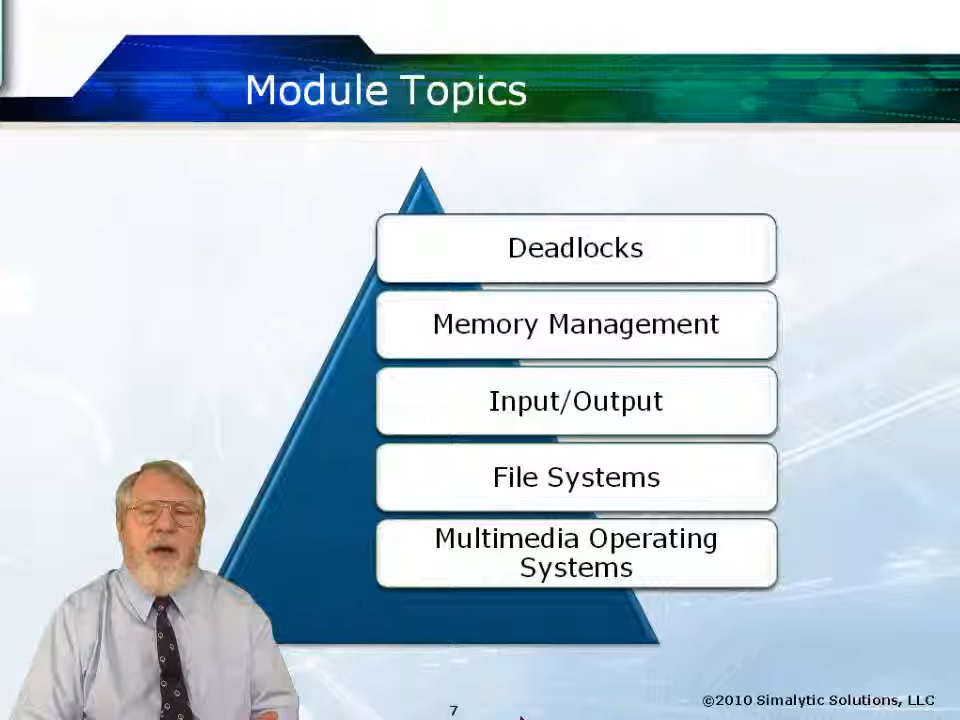 Module Topics
Deadlocks
Memory Management
Input/Output
File Systems
Multimedia Operating
Systems
7
©2010 Simalytic Solutions, LLC